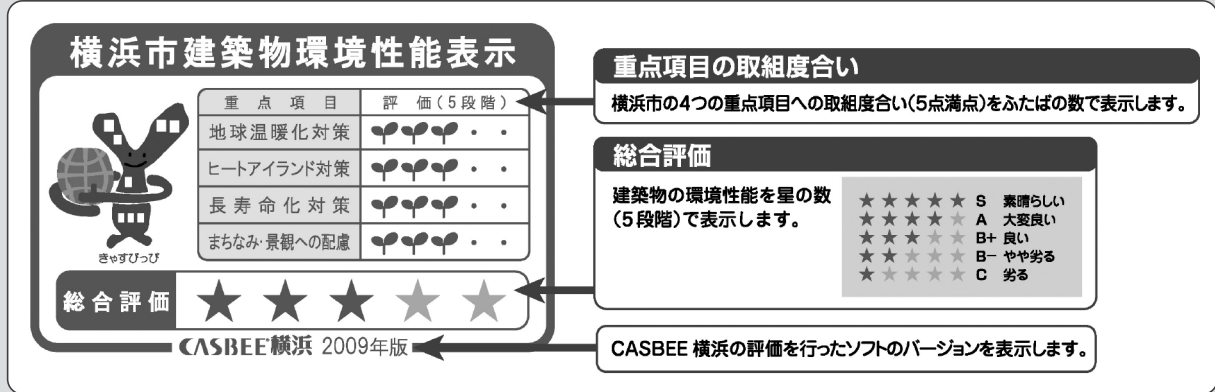 横浜市建築物環境性能表示
重点項目 評価(5段階)
地球温暖化対策
ヒートアイランド対策
長寿命化対策
まちなみ・景観への配慮
きゃすびっぴ
総合評価 ★★★★★
CASBEE横浜 2009年版
重点項目の取組度合い
横浜市の4つの重点項目への取組度合い(5点満点)をふたばの数で表示します。
総合評価
建築物の環境性能を星の数
(5段階)で表示します。
★★★★★ S 素晴らしい
★★★★★ A 大変良い
★★★★★ B+ 良い
★★★★★ B- やや劣る
★★★★★ C 劣る
CASBEE 横浜の評価を行ったソフトのバージョンを表示します。